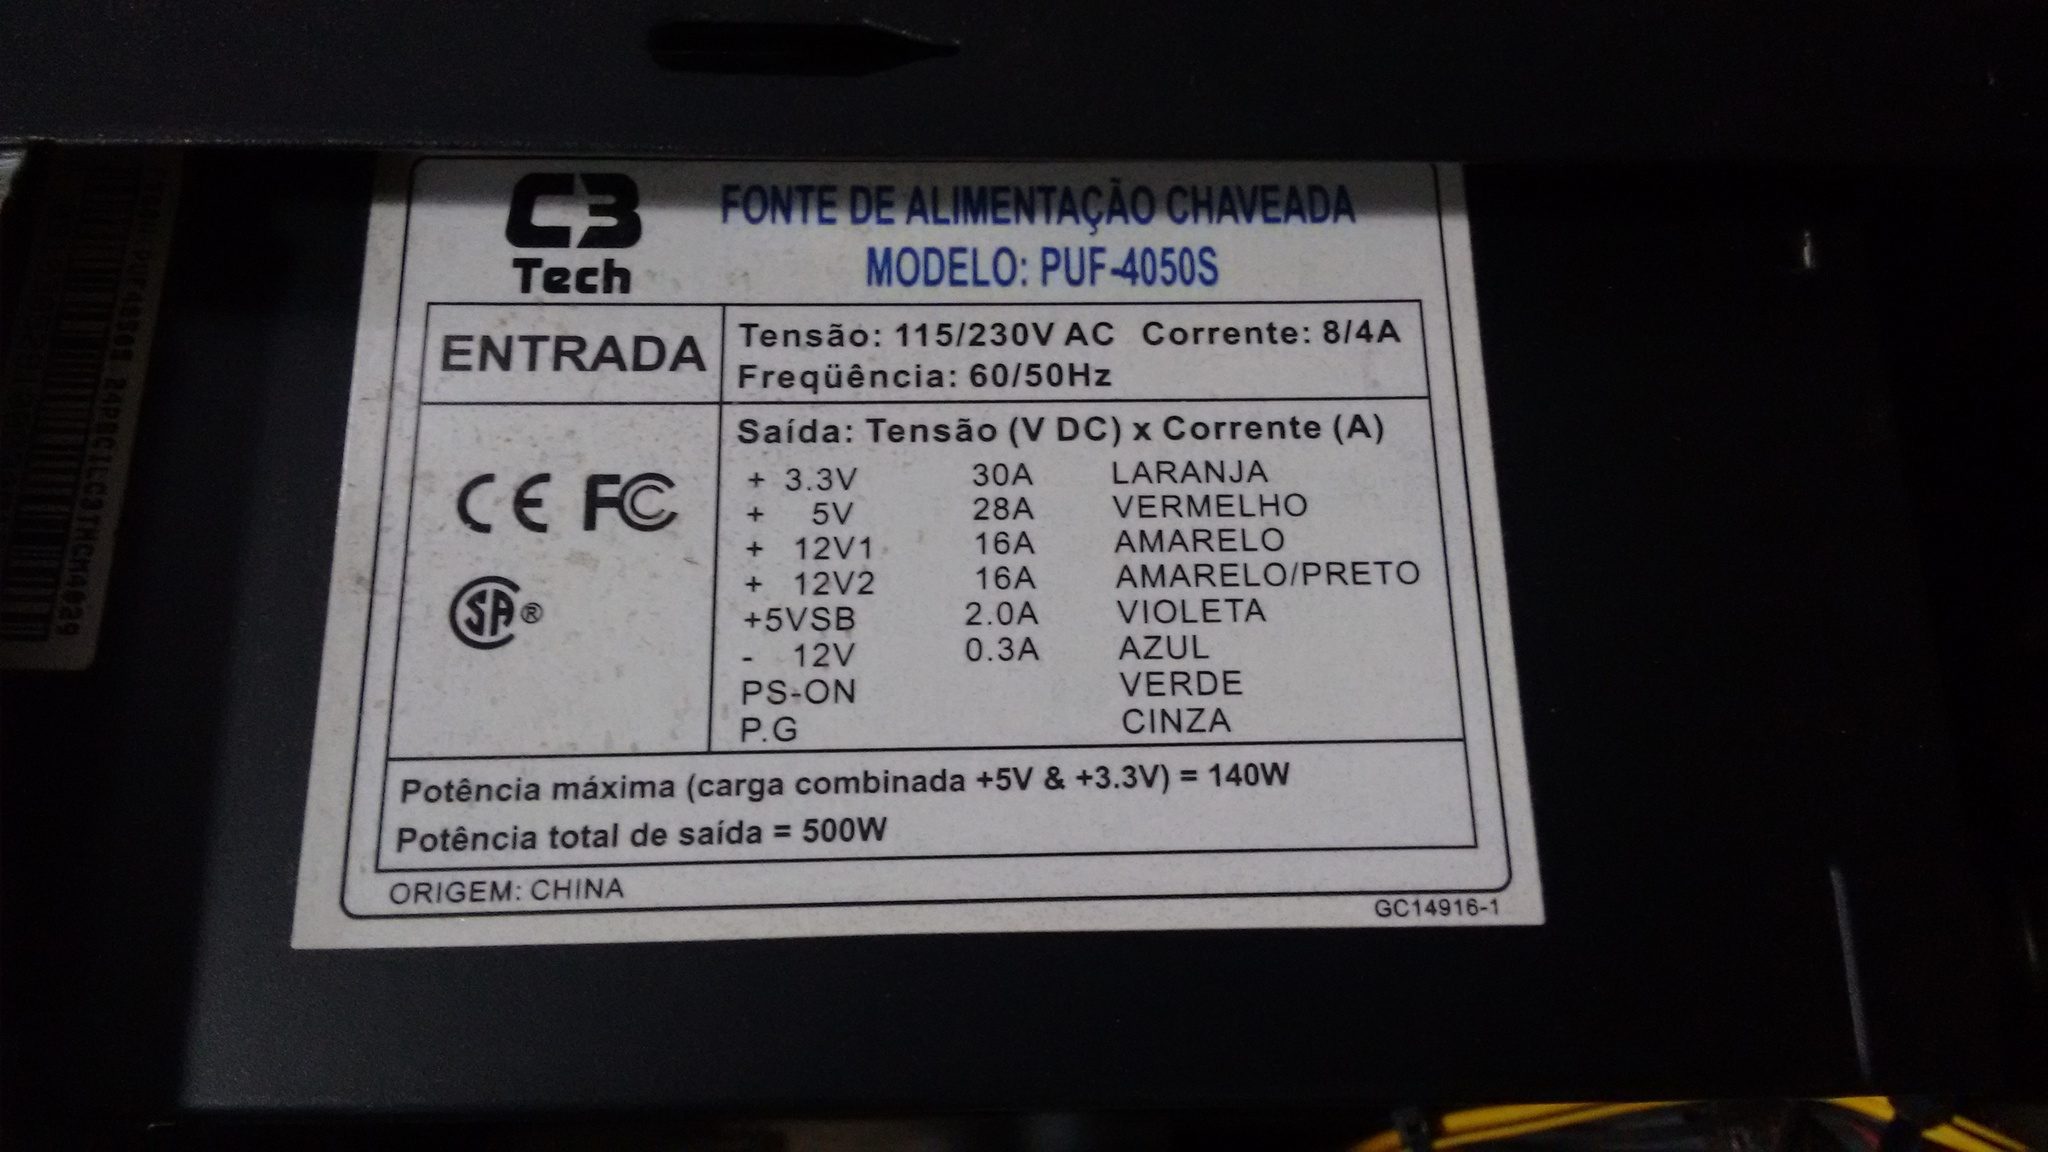 C3
Tech
FONTE DE ALIMENTAÇÃO CHAVEADA
MODELO: PUF-4050S
ENTRADA
Tensão: 115/230V AC Corrente: 8/4A
Freqüência: 60/50Hz
CE FC
SA®
Saída: Tensão (V DC) x Corrente (A)
+ 3.3V 30A LARANJA
+ 5V 28A VERMELHO
+ 12V1 16A AMARELO
+ 12V2 16A AMARELO/PRETO
+5VSB 2.0A VIOLETA
- 12V 0.3A AZUL
PS-ON VERDE
P.G CINZA
Potência máxima (carga combinada +5V & +3.3V) = 140W
Potência total de saída = 500W
ORIGEM: CHINA
GC14916-1